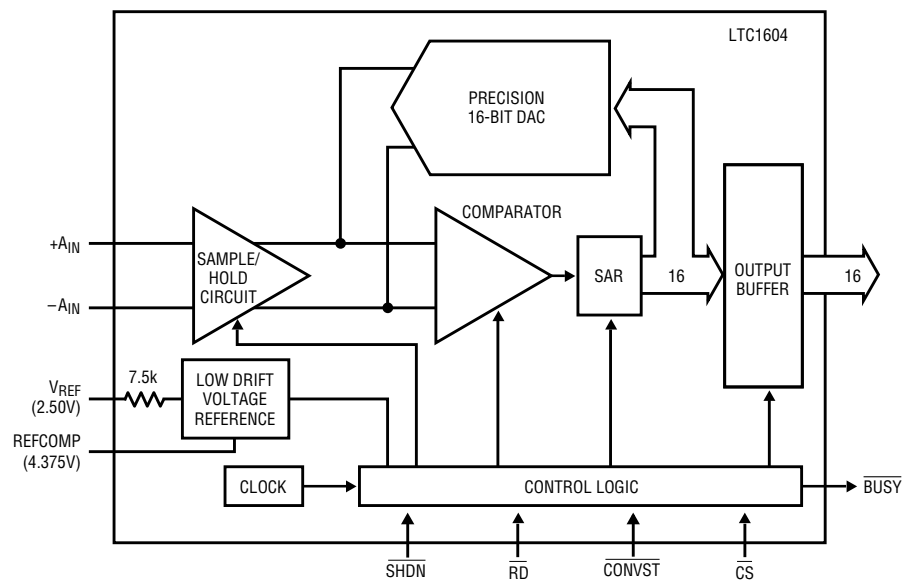 LTC1604
PRECISION
16-BIT DAC
COMPARATOR
+AIN
SAMPLE/
HOLD
CIRCUIT
SAR
16
OUTPUT
BUFFER
16
–AIN
7.5k
VREF
(2.50V)
LOW DRIFT
VOLTAGE
REFERENCE
REFCOMP
(4.375V)
CLOCK
CONTROL LOGIC
BUSY
SHDN
RD
CONVST
CS